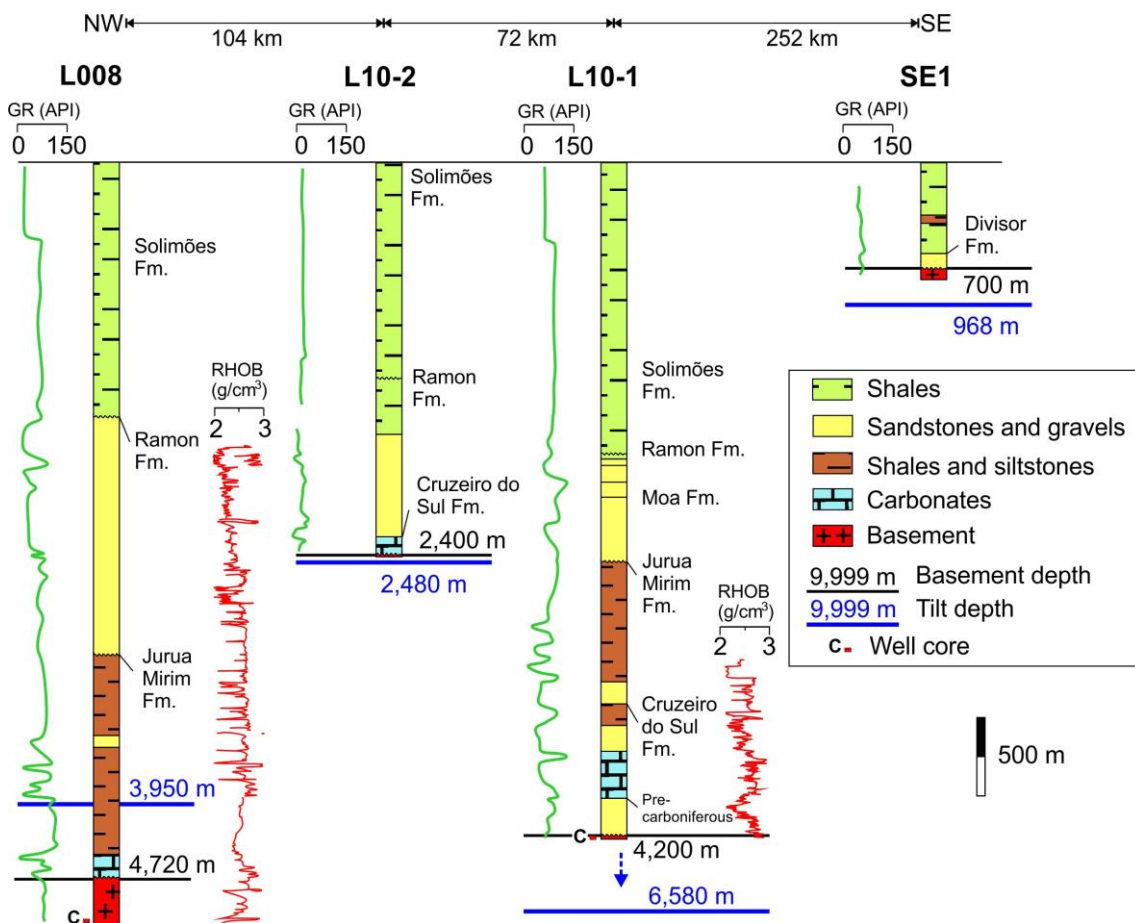 NW
SE
104 km
72 km
252 km
L008
L10-2
L10-1
SE1
GR (API)
0 150
GR (API)
0 150
GR (API)
0 150
GR (API)
0 150
Solimões
Fm.
Ramon
Fm.
Jurua
Mirim
Fm.
3,950 m
4,720 m
C
RHOB
(g/cm³)
2 3
Solimões
Fm.
Ramon
Fm.
Cruzeiro do
Sul Fm.
2,400 m
2,480 m
Solimões
Fm.
Ramon Fm.
Moa Fm.
Jurua
Mirim
Fm.
Cruzeiro
do Sul
Fm.
Pre-
carboniferous
C
4,200 m
6,580 m
RHOB
(g/cm³)
2 3
Divisor
Fm.
700 m
968 m
Shales
Sandstones and gravels
Shales and siltstones
Carbonates
Basement
9,999 m Basement depth
9,999 m Tilt depth
C Well core
500 m